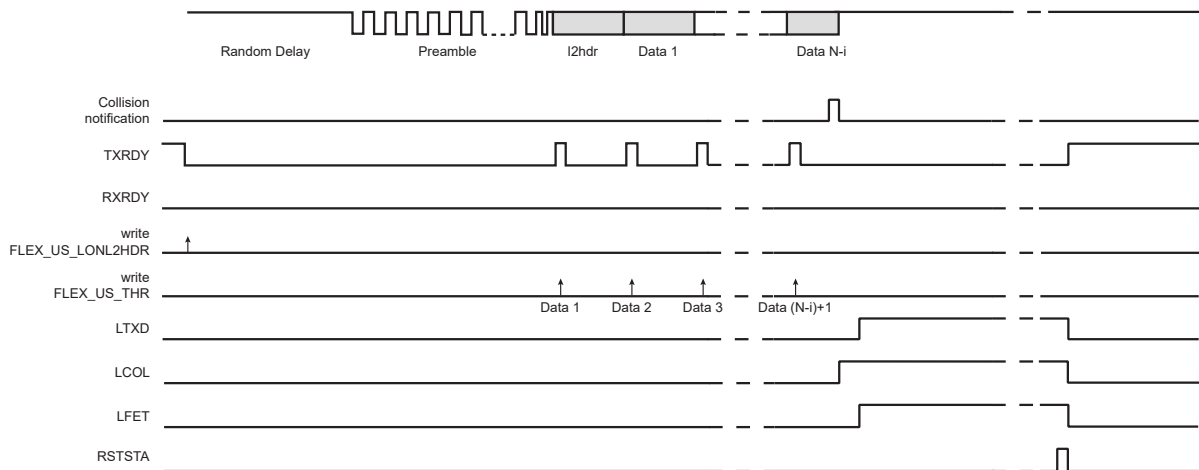 Random Delay
Preamble
l2hdr
Data 1
Data N-i
Collision
notification
TXRDY
RXRDY
write
FLEX_US_LONL2HDR
write
FLEX_US_THR
Data 1
Data 2
Data 3
Data (N-i)+1
LTXD
LCOL
LFET
RSTSTA